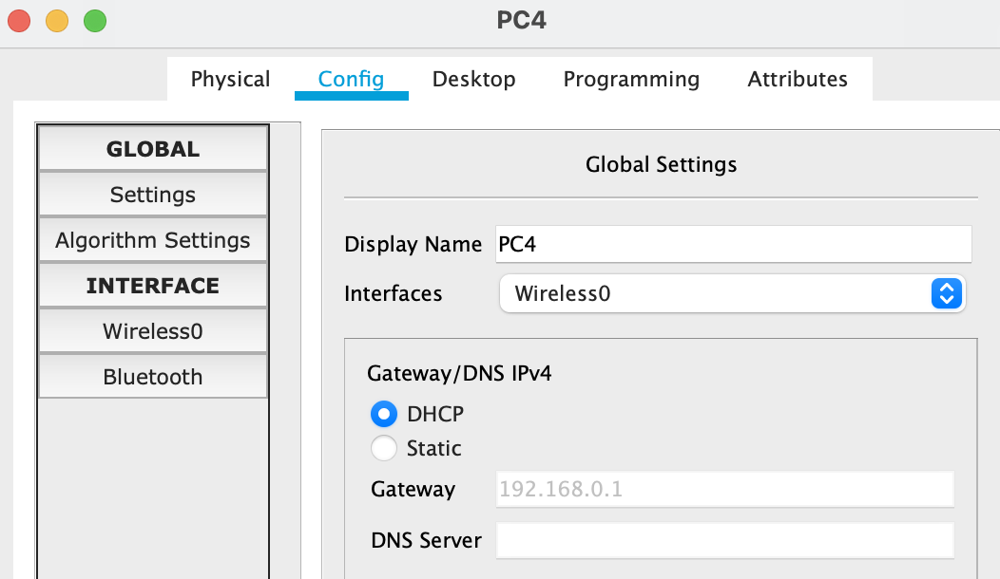 PC4
Physical Config Desktop Programming Attributes
GLOBAL
Settings
Algorithm Settings
INTERFACE
Wireless0
Bluetooth
Global Settings
Display Name PC4
Interfaces Wireless0
Gateway/DNS IPv4
DHCP
Static
Gateway 192.168.0.1
DNS Server